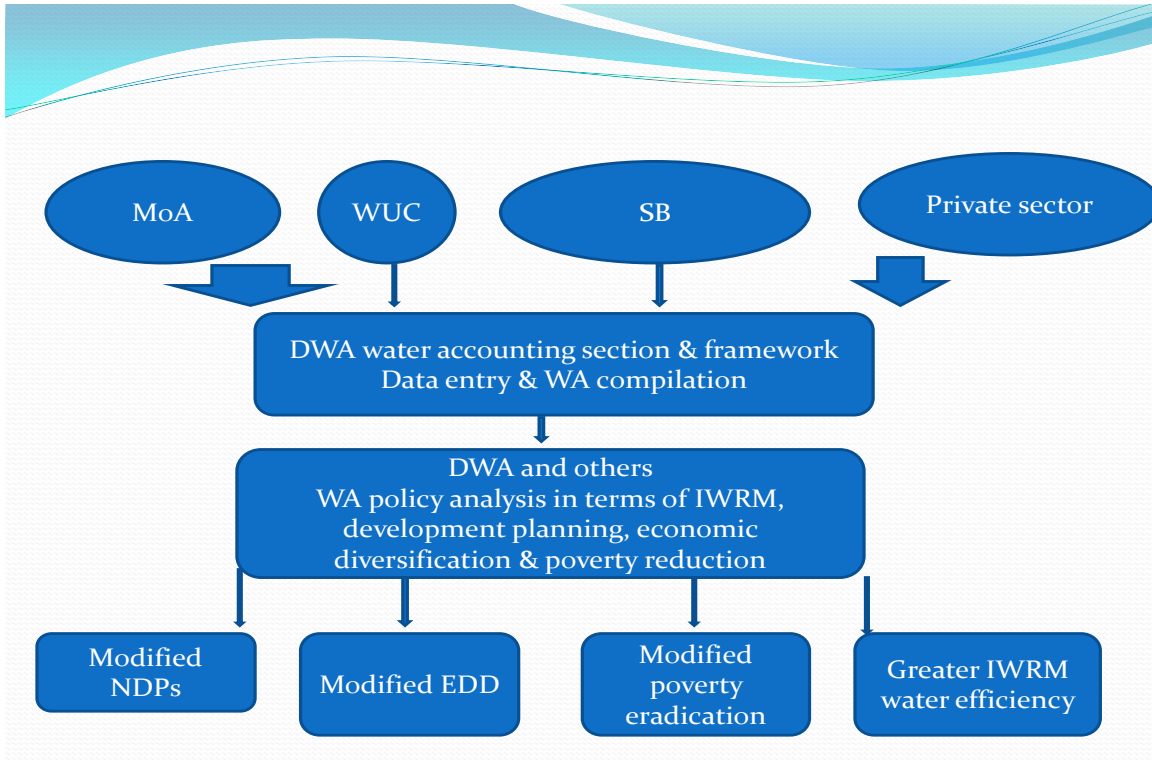 MoA
WUC
SB
Private sector
DWA water accounting section & framework
Data entry & WA compilation
DWA and others
WA policy analysis in terms of IWRM,
development planning, economic
diversification & poverty reduction
Modified
NDPs
Modified EDD
Modified
poverty
eradication
Greater IWRM
water efficiency